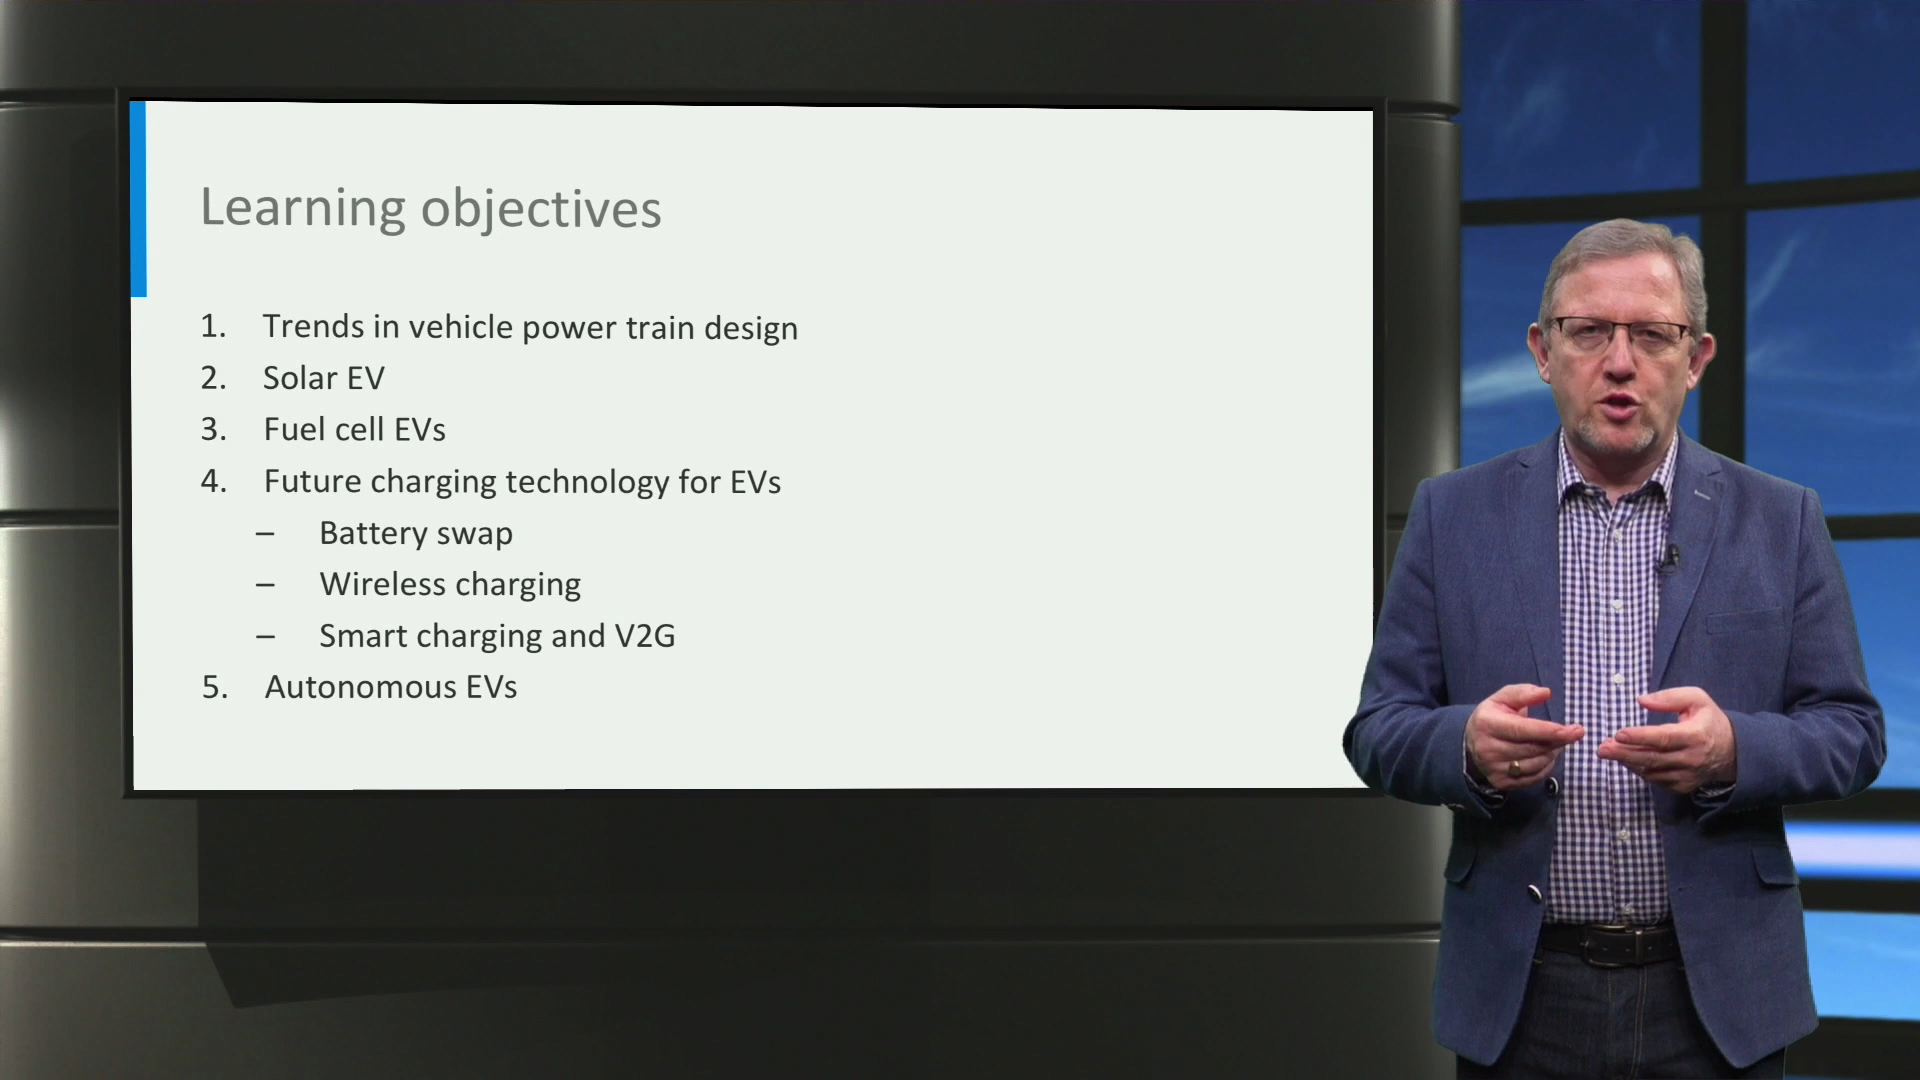 Learning objectives
1. Trends in vehicle power train design
2. Solar EV
3. Fuel cell EVs
4. Future charging technology for EVs
– Battery swap
– Wireless charging
– Smart charging and V2G
5. Autonomous EVs